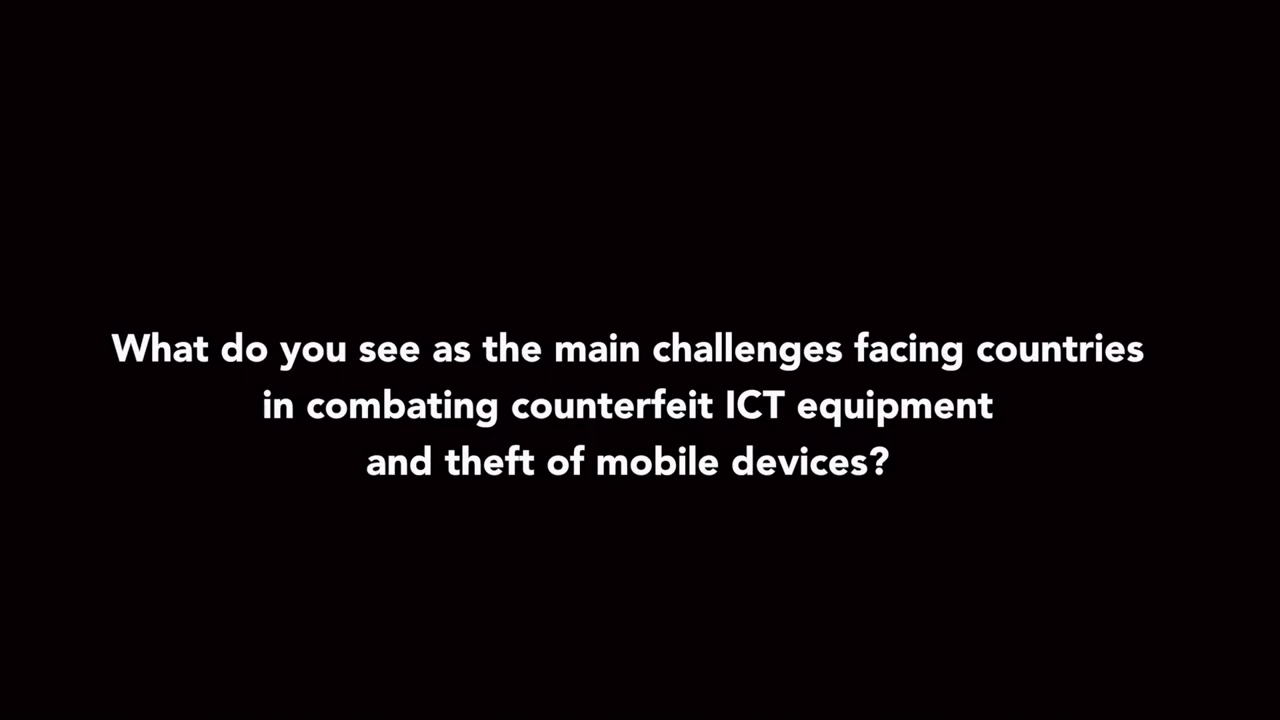 What do you see as the main challenges facing countries
in combating counterfeit ICT equipment
and theft of mobile devices?